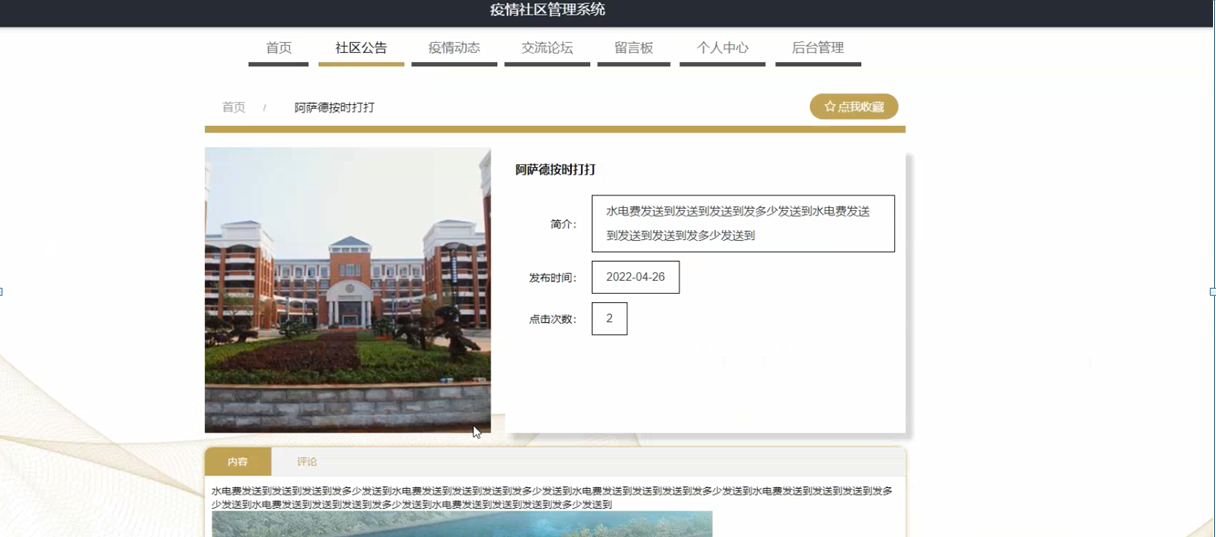 疫情社区管理系统
首页 社区公告 疫情动态 交流论坛 留言板 个人中心 后台管理
首页 / 阿萨德按时打打
☆点我收藏
阿萨德按时打打
简介：
水电费发送到发送到发送到发多少发送到水电费发送
到发送到发送到发多少发送到
发布时间： 2022-04-26
点击次数： 2
内容 评论
水电费发送到发送到发送到发多少发送到水电费发送到发送到发送到发多少发送到水电费发送到发送到发送到发多少发送到水电费发送到发送到发送到发多
少发送到水电费发送到发送到发送到发多少发送到水电费发送到发送到发送到发多少发送到